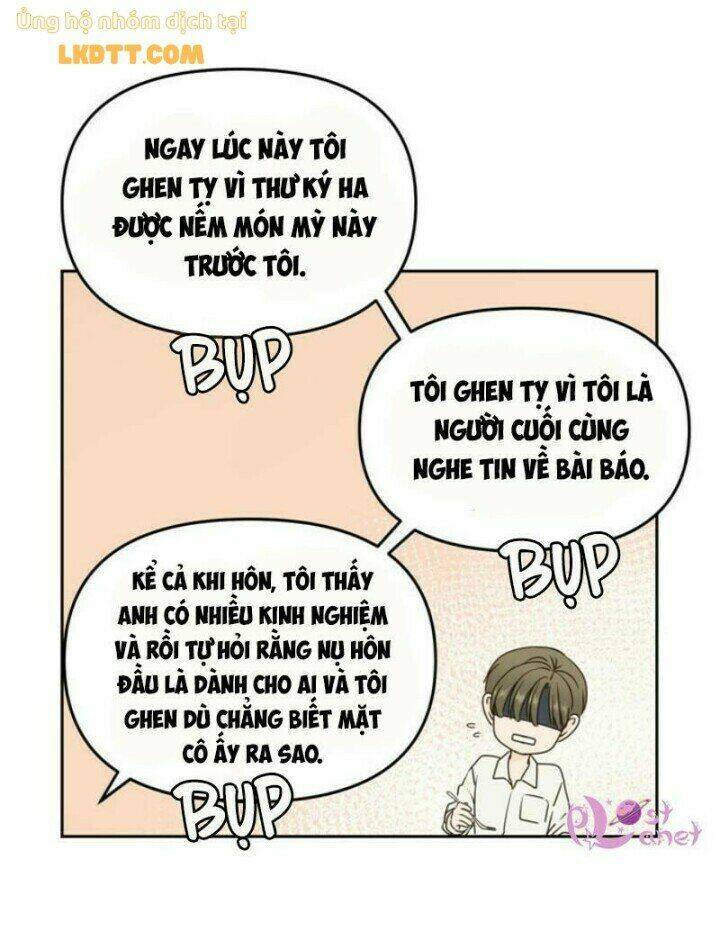 Ủng hộ nhóm dịch tại
LKDTT.COM
NGAY LÚC NÀY TÔI
GHEN TỴ VÌ THƯ KÝ HA
ĐƯỢC NẾM MÓN MỲ NÀY
TRƯỚC TÔI.
BỤP
TÔI GHEN TỴ VÌ TÔI LÀ
NGƯỜI CUỐI CÙNG
NGHE TIN VỀ BÀI BÁO.
BỤP
KỂ CẢ KHI HÔN, TÔI THẤY
ANH CÓ NHIỀU KINH NGHIỆM
VÀ RỒI TỰ HỎI RẰNG NỤ HÔN
ĐẦU LÀ DÀNH CHO AI VÀ TÔI
GHEN DÙ CHẲNG BIẾT MẶT
CÔ ẤY RA SAO.
BỤP
Lost
Planet